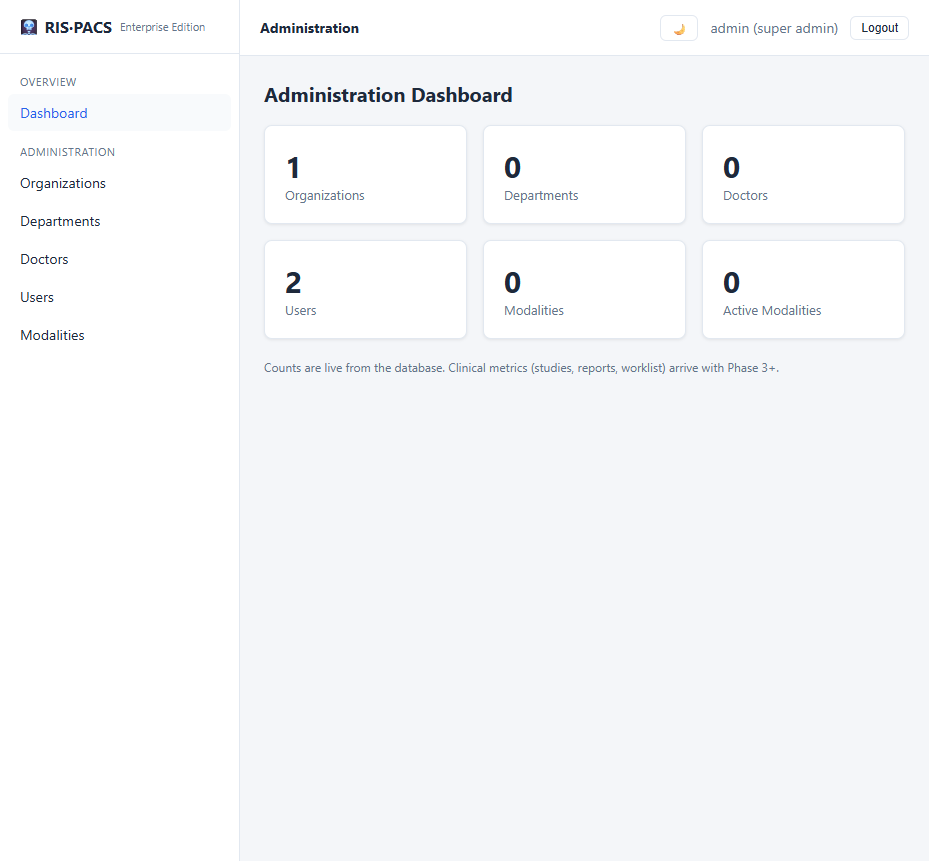 RIS·PACS Enterprise Edition
OVERVIEW
Dashboard
ADMINISTRATION
Organizations
Departments
Doctors
Users
Modalities
Administration
admin (super admin)
Logout
Administration Dashboard
1
Organizations
0
Departments
0
Doctors
2
Users
0
Modalities
0
Active Modalities
Counts are live from the database. Clinical metrics (studies, reports, worklist) arrive with Phase 3+.